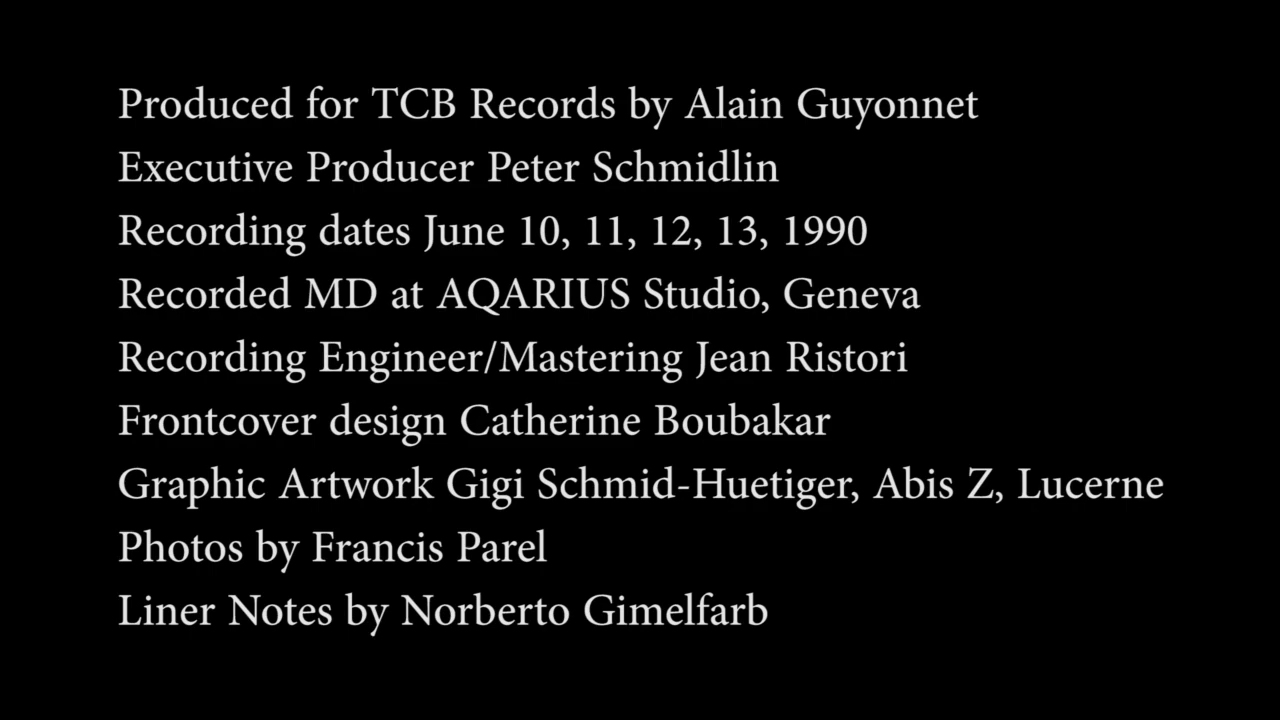 Produced for TCB Records by Alain Guyonnet
Executive Producer Peter Schmidlin
Recording dates June 10, 11, 12, 13, 1990
Recorded MD at AQARIUS Studio, Geneva
Recording Engineer/Mastering Jean Ristori
Frontcover design Catherine Boubakar
Graphic Artwork Gigi Schmid-Huetiger, Abis Z, Lucerne
Photos by Francis Parel
Liner Notes by Norberto Gimelfarb